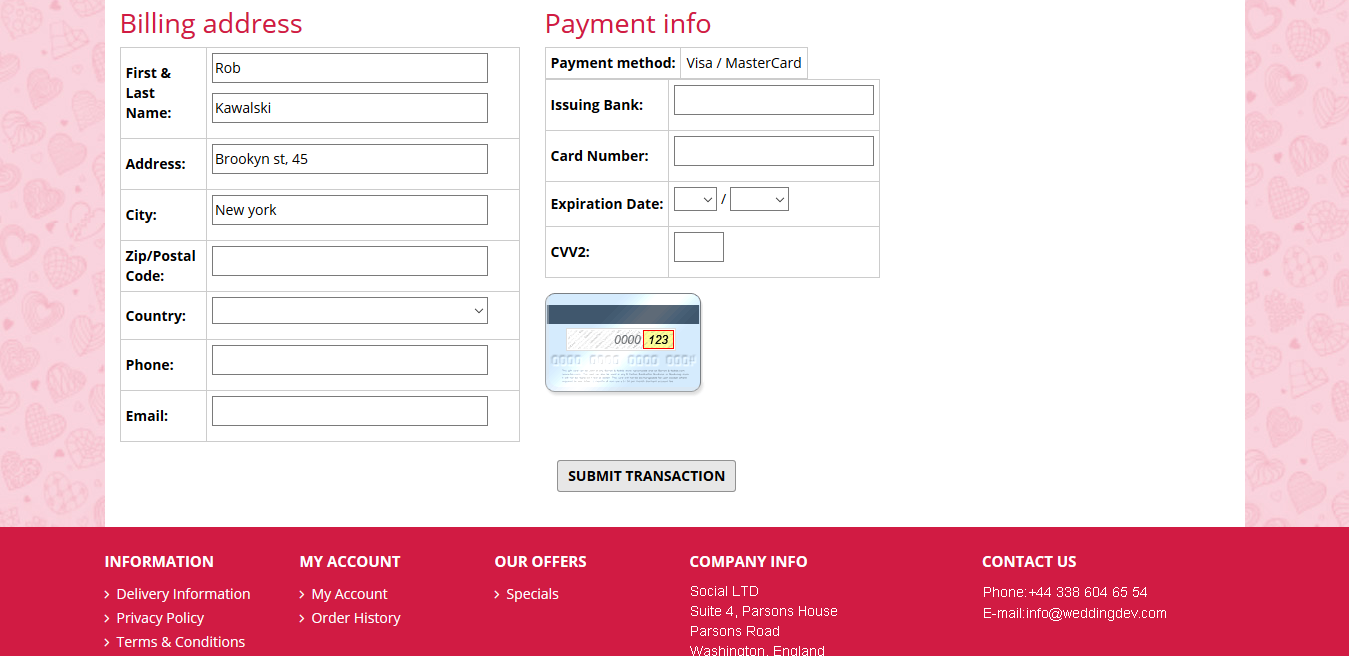 Billing address
First &
Last
Name:
Rob
Kawalski
Address:
Brookyn st, 45
City:
New york
Zip/Postal
Code:
Country:
Phone:
Email:
Payment info
Payment method: Visa / MasterCard
Issuing Bank:
Card Number:
Expiration Date: /
CVV2:
0000 123
SUBMIT TRANSACTION
INFORMATION
> Delivery Information
> Privacy Policy
> Terms & Conditions
MY ACCOUNT
> My Account
> Order History
OUR OFFERS
> Specials
COMPANY INFO
Social LTD
Suite 4, Parsons House
Parsons Road
Washington, England
CONTACT US
Phone:+44 338 604 65 54
E-mail:info@weddingdev.com